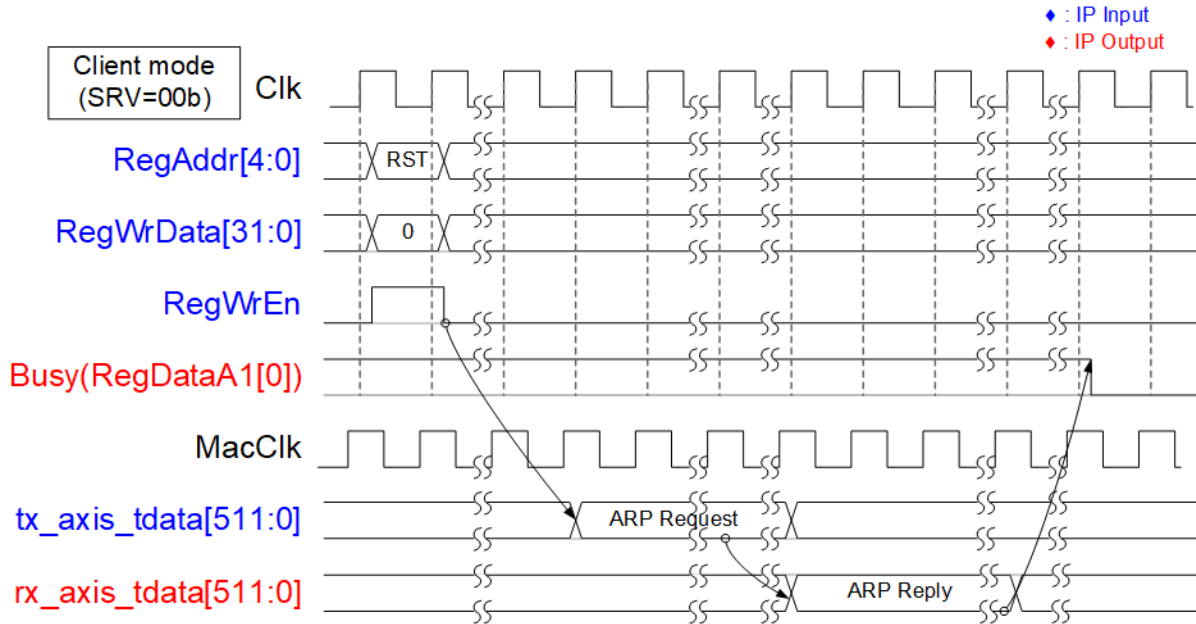 ♦ : IP Input
♦ : IP Output
Client mode
(SRV=00b)
Clk
RegAddr[4:0]
RST
RegWrData[31:0]
0
RegWrEn
Busy(RegDataA1[0])
MacClk
tx_axis_tdata[511:0]
ARP Request
rx_axis_tdata[511:0]
ARP Reply